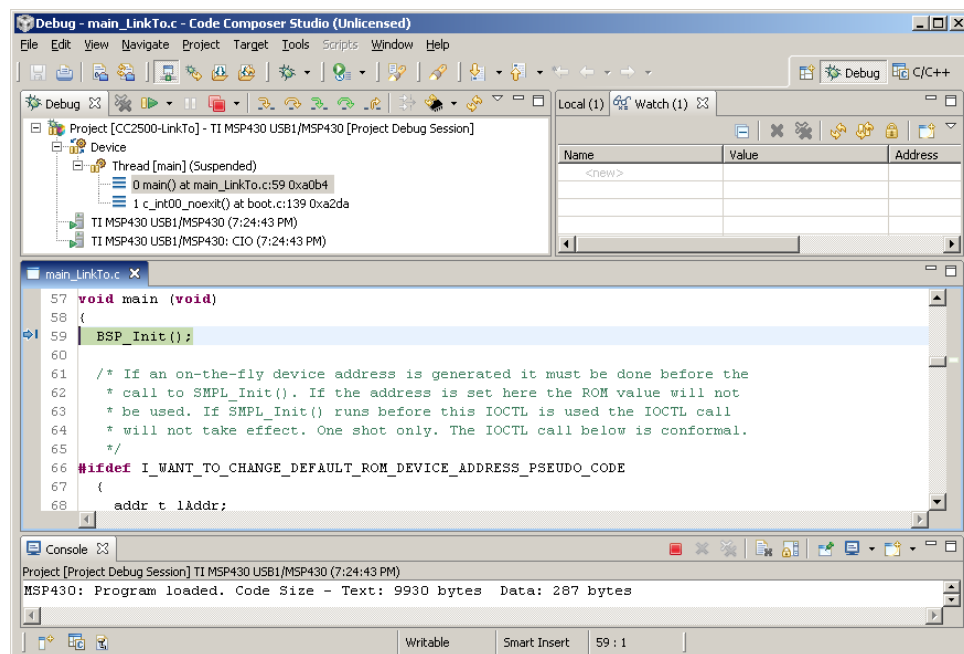 Debug - main_LinkTo.c - Code Composer Studio (Unlicensed)
File Edit View Navigate Project Target Tools Scripts Window Help
Debug C/C++
Debug
Local (1) Watch (1)
Project [CC2500-LinkTo] - TI MSP430 USB1/MSP430 [Project Debug Session]
Device
Thread [main] (Suspended)
0 main() at main_LinkTo.c:59 0xa0b4
1 c_int00_noexit() at boot.c:139 0xa2da
TI MSP430 USB1/MSP430 (7:24:43 PM)
TI MSP430 USB1/MSP430: CIO (7:24:43 PM)
Name Value Address
<new>
main_LinkTo.c
57 void main (void)
58 {
59 BSP_Init();
60
61 /* If an on-the-fly device address is generated it must be done before the
62 * call to SMPL_Init(). If the address is set here the ROM value will not
63 * be used. If SMPL_Init() runs before this IOCTL is used the IOCTL call
64 * will not take effect. One shot only. The IOCTL call below is conformal.
65 */
66 #ifdef I_WANT_TO_CHANGE_DEFAULT_ROM_DEVICE_ADDRESS_PSEUDO_CODE
67 {
68 addr_t lAddr;
Console
Project [Project Debug Session] TI MSP430 USB1/MSP430 (7:24:43 PM)
MSP430: Program loaded. Code Size - Text: 9930 bytes Data: 287 bytes
Writable Smart Insert 59 : 1